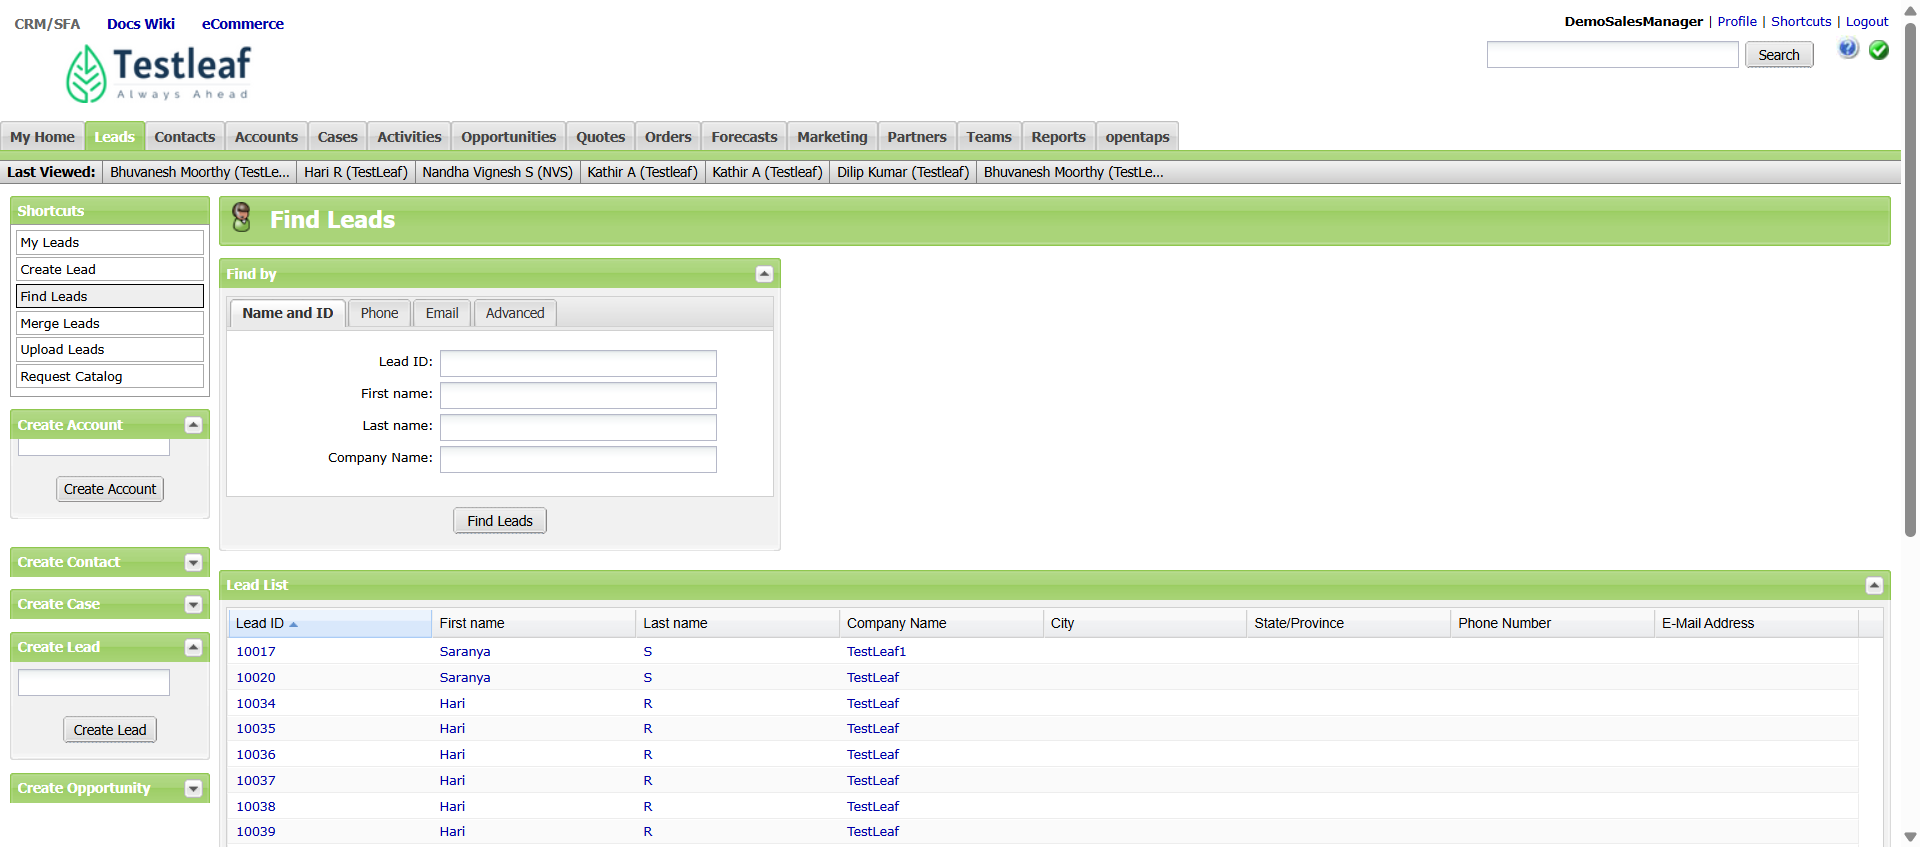 CRM/SFA Docs Wiki eCommerce
DemoSalesManager | Profile | Shortcuts | Logout
Testleaf
Always Ahead
Search
My Home Leads Contacts Accounts Cases Activities Opportunities Quotes Orders Forecasts Marketing Partners Teams Reports opentaps
Last Viewed: Bhuvanesh Moorthy (TestLe... Hari R (TestLeaf) Nandha Vignesh S (NVS) Kathir A (Testleaf) Kathir A (Testleaf) Dilip Kumar (Testleaf) Bhuvanesh Moorthy (TestLe...
Shortcuts
My Leads
Create Lead
Find Leads
Merge Leads
Upload Leads
Request Catalog
Create Account
Create Account
Create Contact
Create Case
Create Lead
Create Lead
Create Opportunity
Find Leads
Find by
Name and ID Phone Email Advanced
Lead ID:
First name:
Last name:
Company Name:
Find Leads
Lead List
Lead ID First name Last name Company Name City State/Province Phone Number E-Mail Address
10017 Saranya S TestLeaf1
10020 Saranya S TestLeaf
10034 Hari R TestLeaf
10035 Hari R TestLeaf
10036 Hari R TestLeaf
10037 Hari R TestLeaf
10038 Hari R TestLeaf
10039 Hari R TestLeaf